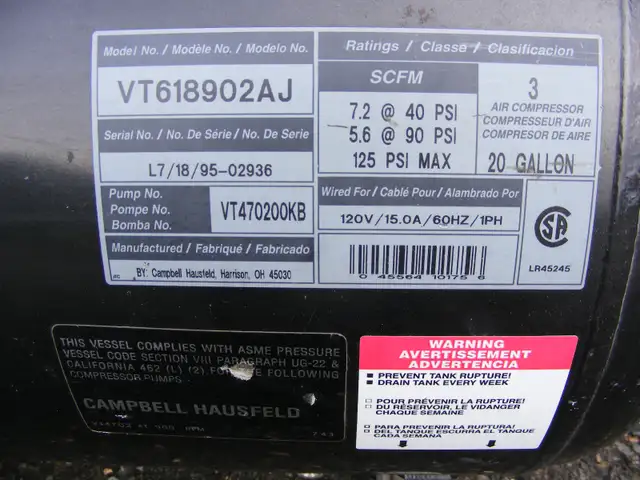 Model No. / Modèle No. / Modelo No.
VT618902AJ
Serial No. / No. De Série / No. De Serie
L7/18/95-02936
Pump No.
Pompe No.
Bomba No.
VT470200KB
Manufactured / Fabriqué / Fabricado
BY: Campbell Hausfeld, Harrison, OH 45030
Ratings / Classé / Clasificacion
SCFM
7.2 @ 40 PSI
5.6 @ 90 PSI
125 PSI MAX
3
AIR COMPRESSOR
COMPRESSEUR D'AIR
COMPRESOR DE AIRE
20 GALLON
Wired For / Cablé Pour / Alambrado Por
120V/15.0A/60HZ/1PH
0 45564 10175 6
SA
LR45245
THIS VESSEL COMPLIES WITH ASME PRESSURE
VESSEL CODE SECTION VIII PARAGRAPH UG-22 &
CALIFORNIA 462 (L) (2). FOR USE FOLLOWING
COMPRESSOR PUMPS.
CAMPBELL HAUSFELD
743
WARNING
AVERTISSEMENT
ADVERTENCIA
PREVENT TANK RUPTURE!
DRAIN TANK EVERY WEEK
POUR PRÉVENIR LA RUPTURE!
DU RÉSERVOIR, LE VIDANGER
CHAQUE SEMAINE
PARA PREVENIR LA RUPTURA!
DEL TANQUE ESCURRA EL TANQUE
CADA SEMANA